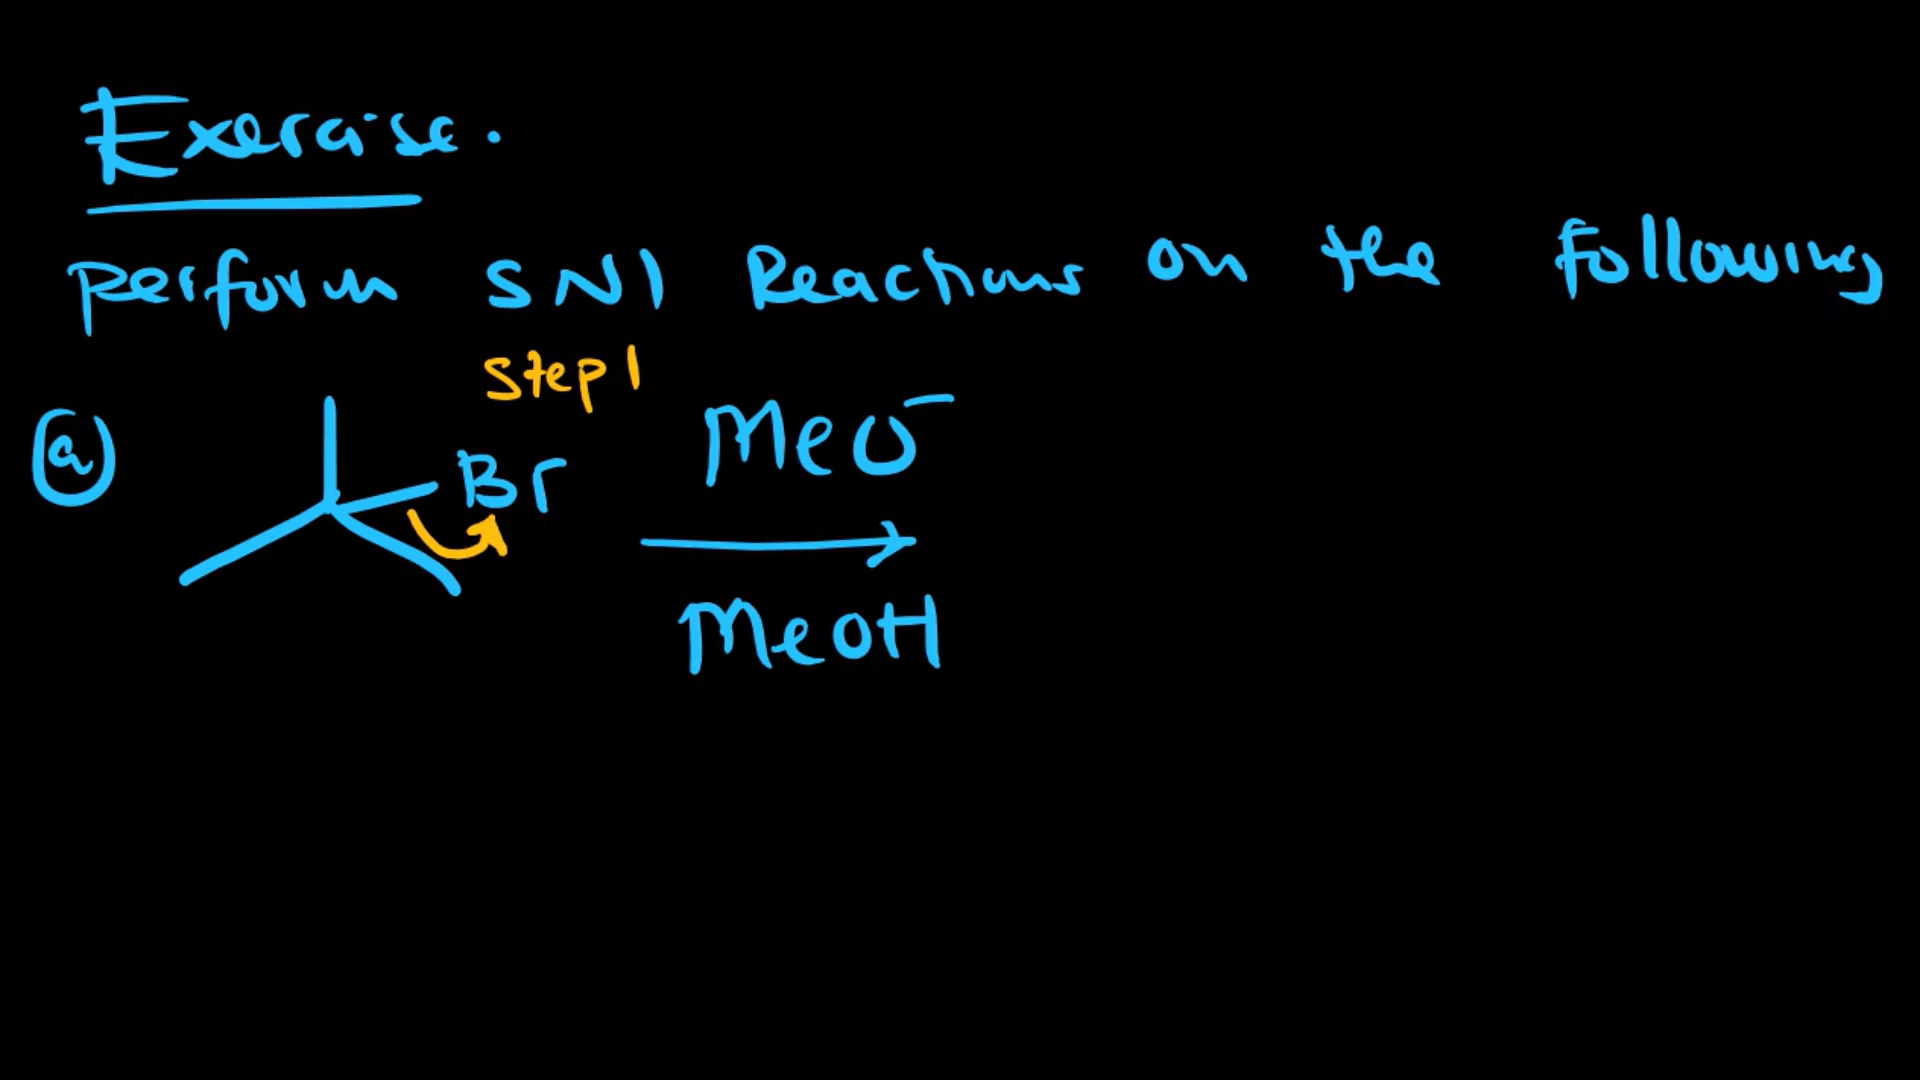 Exercise.
perform SN1 Reactions on the following
Step 1
(a)
Br
MeO⁻
MeOH